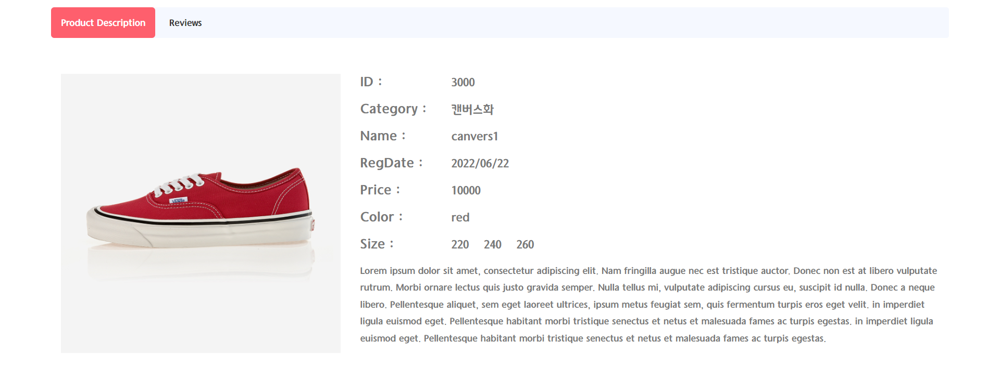 Product Description Reviews
ID : 3000
Category : 캔버스화
Name : canvers1
RegDate : 2022/06/22
Price : 10000
Color : red
Size : 220 240 260
Lorem ipsum dolor sit amet, consectetur adipiscing elit. Nam fringilla augue nec est tristique auctor. Donec non est at libero vulputate
rutrum. Morbi ornare lectus quis justo gravida semper. Nulla tellus mi, vulputate adipiscing cursus eu, suscipit id nulla. Donec a neque
libero. Pellentesque aliquet, sem eget laoreet ultrices, ipsum metus feugiat sem, quis fermentum turpis eros eget velit. in imperdiet
ligula euismod eget. Pellentesque habitant morbi tristique senectus et netus et malesuada fames ac turpis egestas. in imperdiet ligula
euismod eget. Pellentesque habitant morbi tristique senectus et netus et malesuada fames ac turpis egestas.
VANS